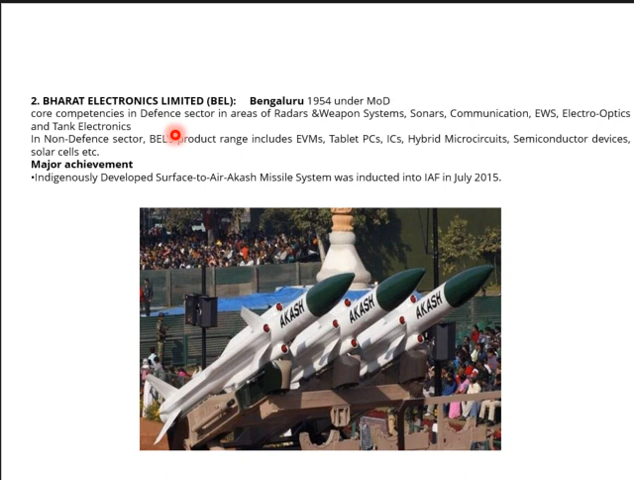 2. BHARAT ELECTRONICS LIMITED (BEL): Bengaluru 1954 under MoD
core competencies in Defence sector in areas of Radars &Weapon Systems, Sonars, Communication, EWS, Electro-Optics
and Tank Electronics
In Non-Defence sector, BEL product range includes EVMs, Tablet PCs, ICs, Hybrid Microcircuits, Semiconductor devices,
solar cells etc.
Major achievement
•Indigenously Developed Surface-to-Air-Akash Missile System was inducted into IAF in July 2015.
AKASH
AKASH
AKASH